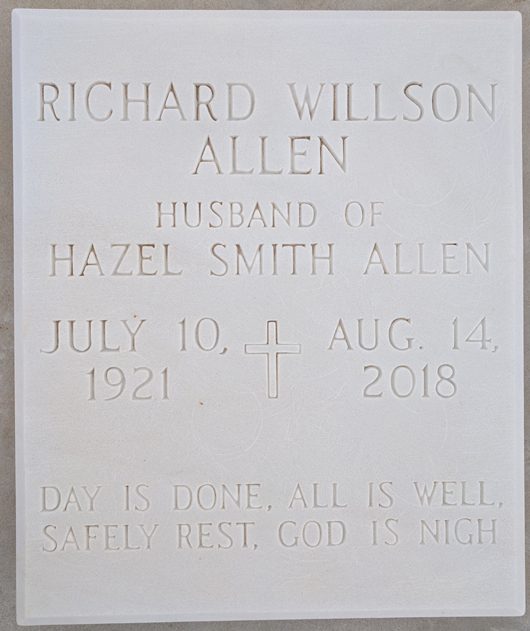 RICHARD WILLSON
ALLEN
HUSBAND OF
HAZEL SMITH ALLEN
JULY 10, AUG. 14,
1921 2018
DAY IS DONE, ALL IS WELL,
SAFELY REST, GOD IS NIGH